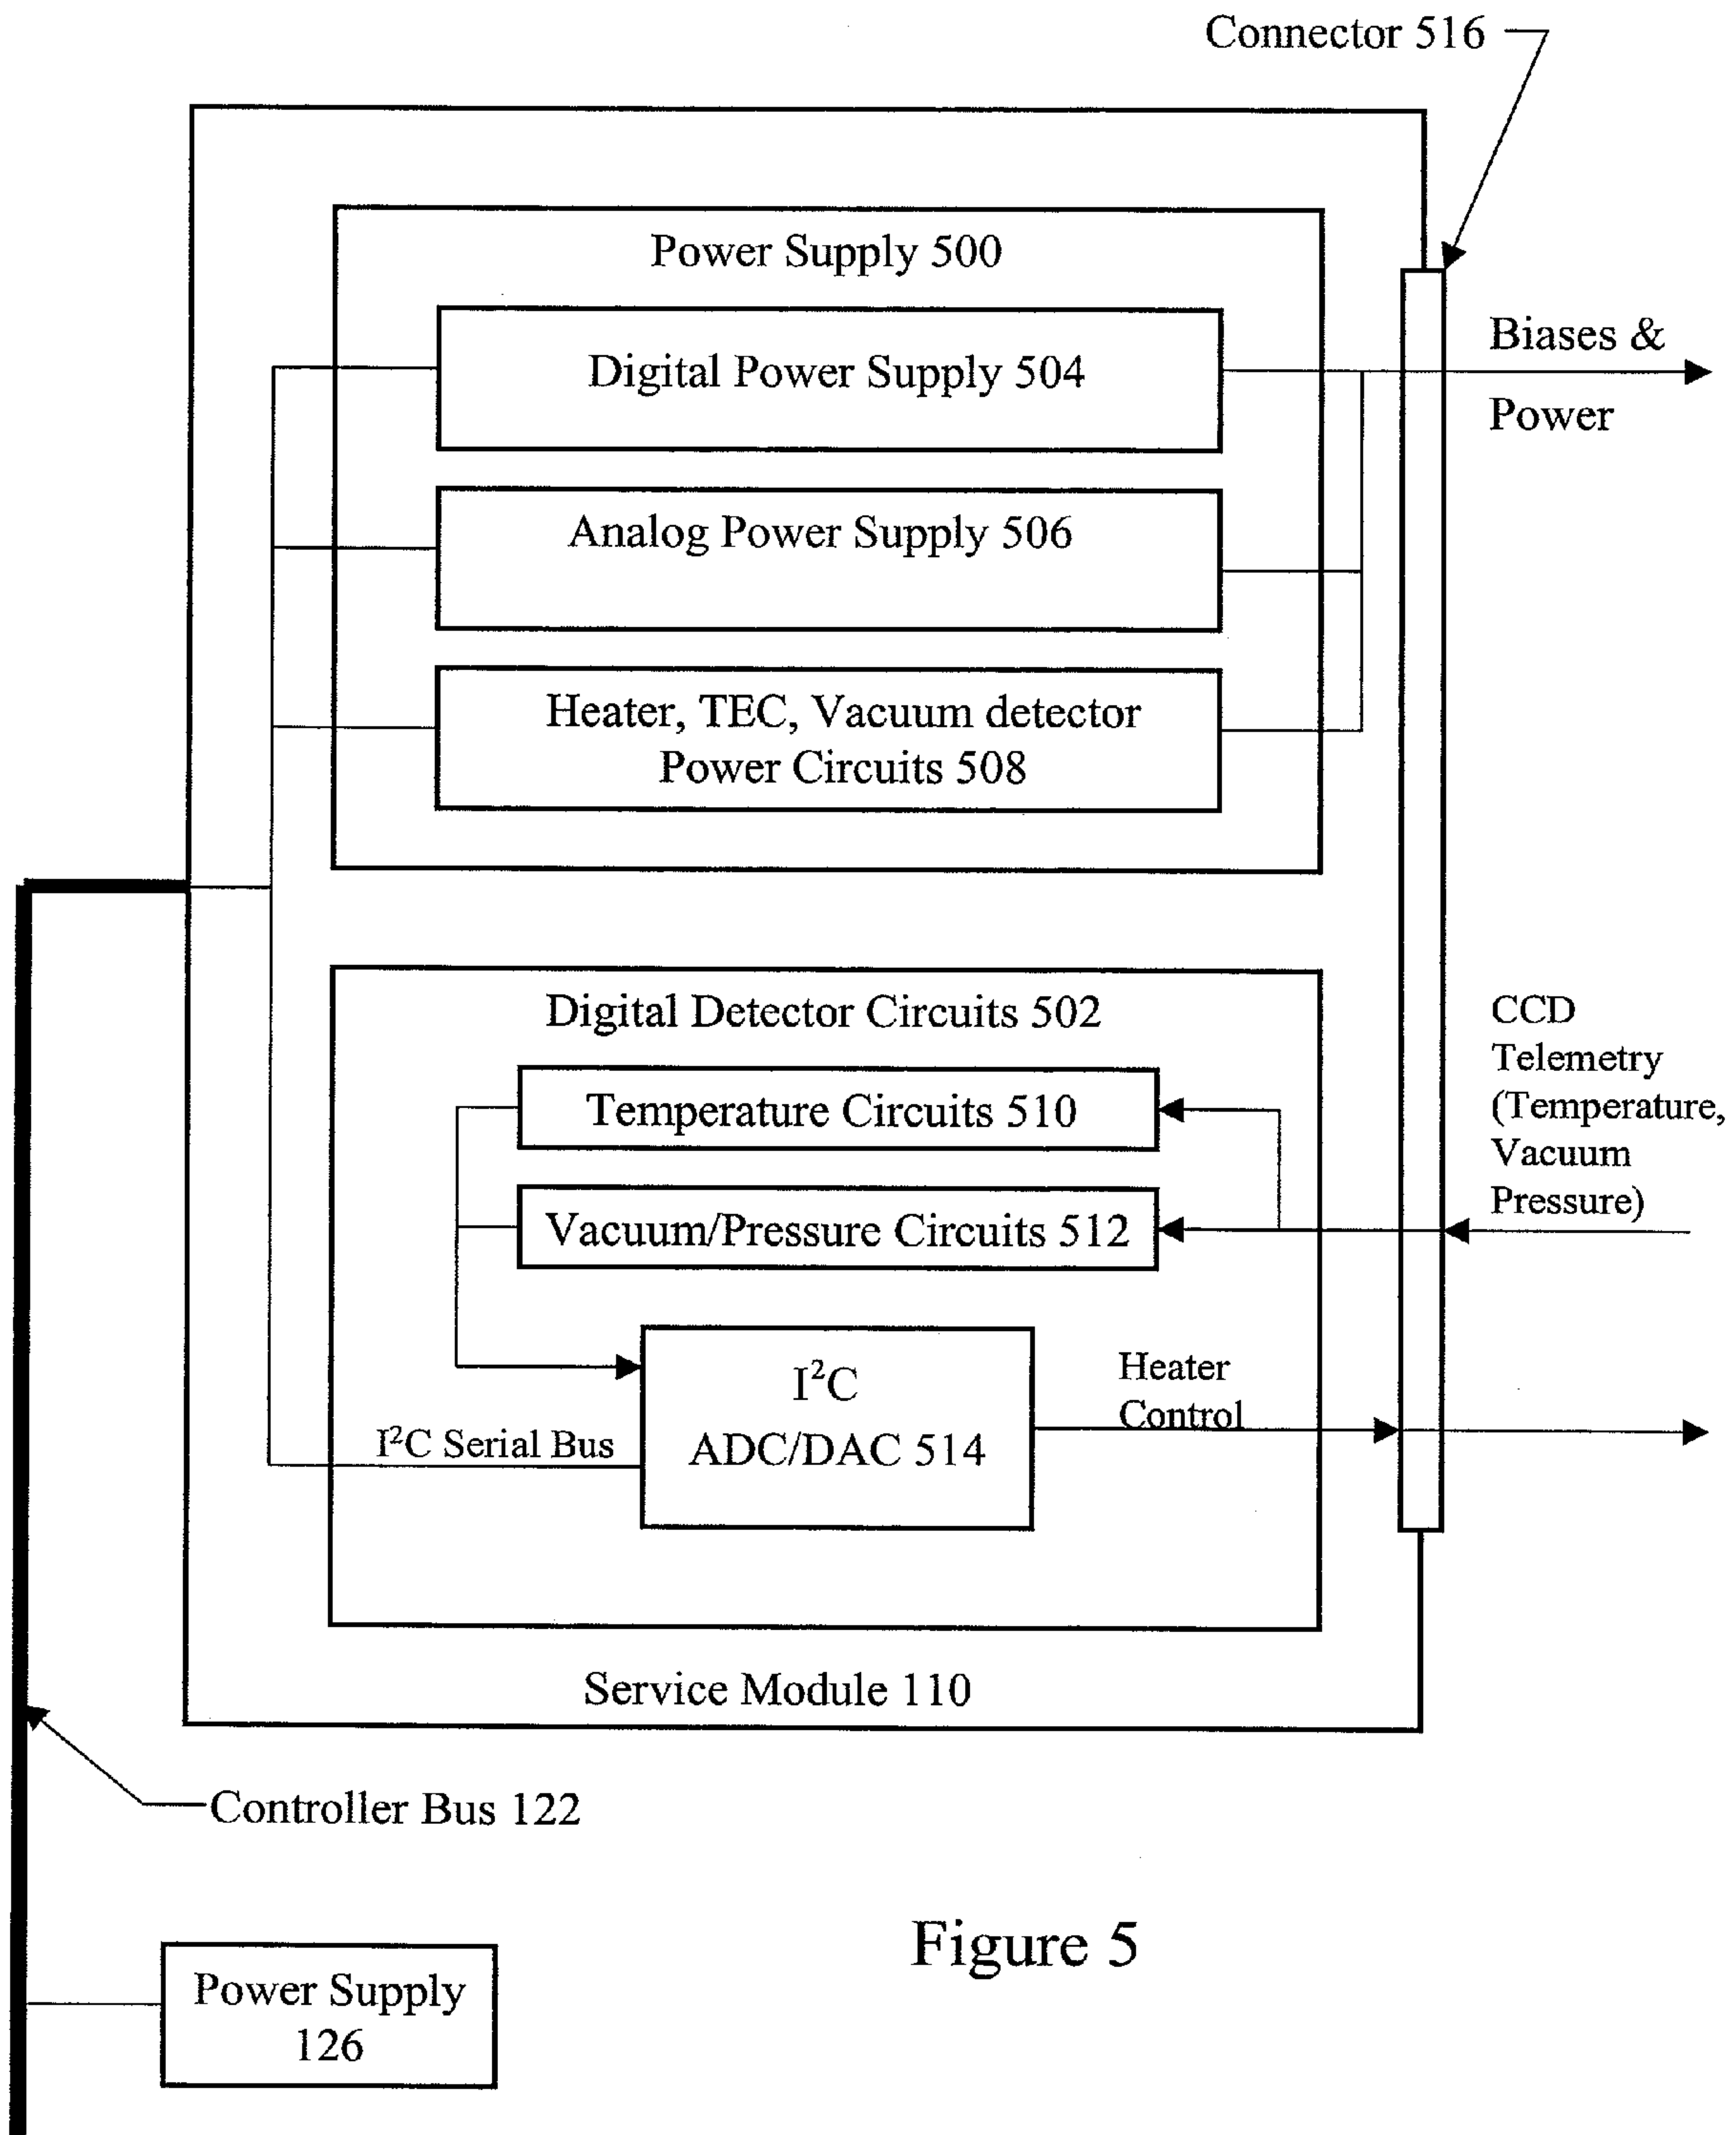 Connector 516
Power Supply 500
Digital Power Supply 504
Biases &
Power
Analog Power Supply 506
Heater, TEC, Vacuum detector
Power Circuits 508
Digital Detector Circuits 502
CCD
Telemetry
(Temperature,
Vacuum
Pressure)
Temperature Circuits 510
Vacuum/Pressure Circuits 512
I²C
ADC/DAC 514
Heater
Control
I²C Serial Bus
Service Module 110
Controller Bus 122
Figure 5
Power Supply
126